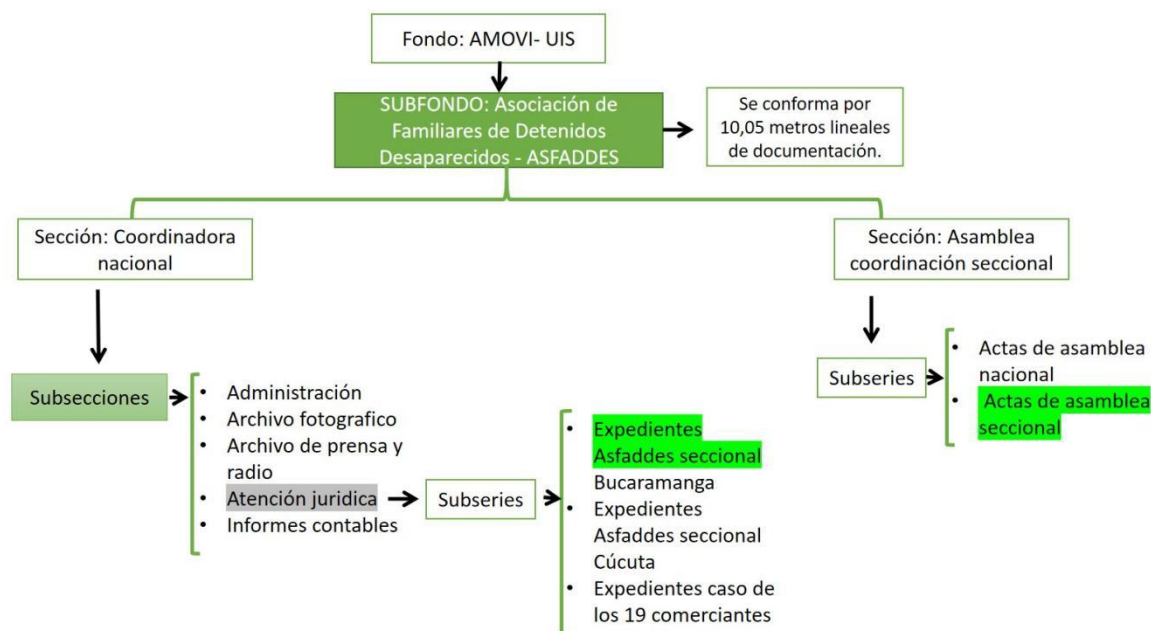 Fondo: AMOVI- UIS
SUBFONDO: Asociación de
Familiares de Detenidos
Desaparecidos - ASFADDES
Se conforma por
10,05 metros lineales
de documentación.
Sección: Coordinadora
nacional
Sección: Asamblea
coordinación seccional
Subsecciones
• Administración
• Archivo fotografico
• Archivo de prensa y
radio
• Atención juridica
• Informes contables
Subseries
• Expedientes
Asfaddes seccional
Bucaramanga
• Expedientes
Asfaddes seccional
Cúcuta
• Expedientes caso de
los 19 comerciantes
Subseries
• Actas de asamblea
nacional
• Actas de asamblea
seccional